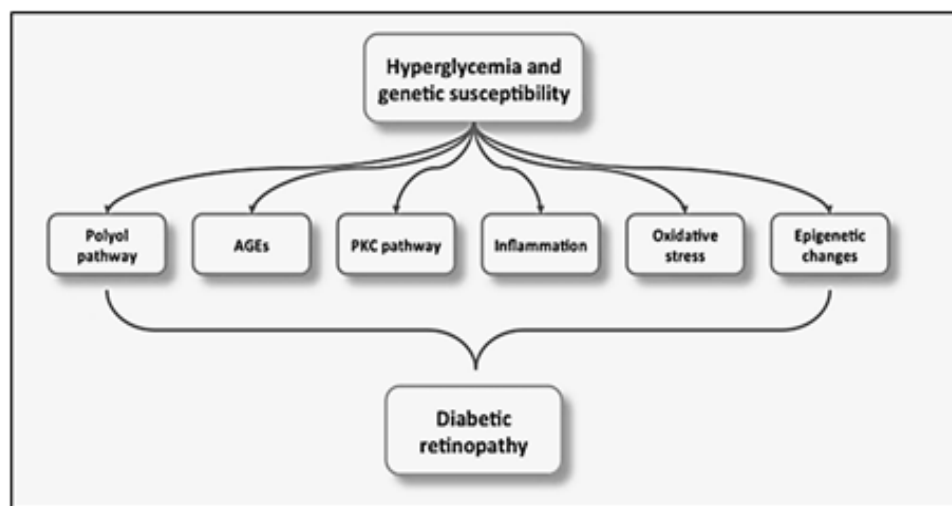 Hyperglycemia and
genetic susceptibility
Polyol
pathway
AGEs
PKC pathway
Inflammation
Oxidative
stress
Epigenetic
changes
Diabetic
retinopathy